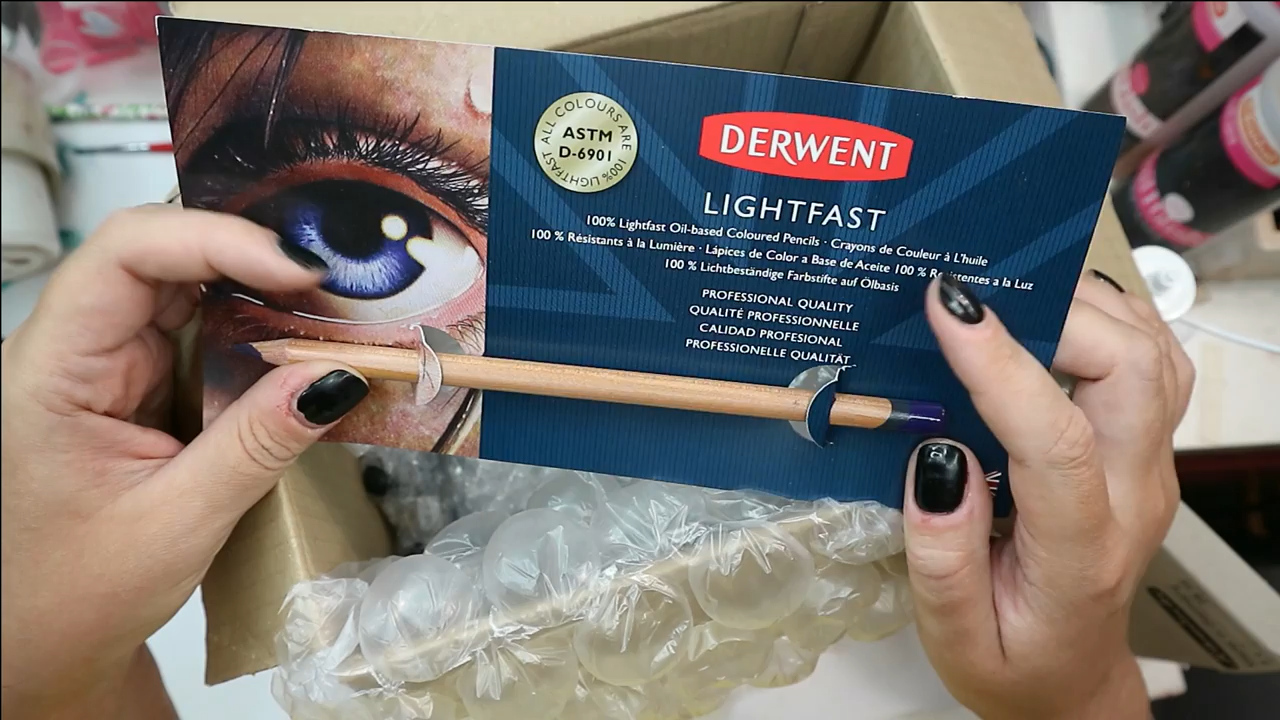 ALL COLOURS ARE 100% LIGHTFAST
ASTM
D-6901
DERWENT
LIGHTFAST
100% Lightfast Oil-based Coloured Pencils · Crayons de Couleur à L'huile
100 % Résistants à la Lumière · Lápices de Color a Base de Aceite 100 % Resistentes a la Luz
100 % Lichtbeständige Farbstifte auf Ölbasis
PROFESSIONAL QUALITY
QUALITÉ PROFESSIONNELLE
CALIDAD PROFESIONAL
PROFESSIONELLE QUALITÄT